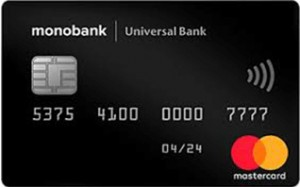 monobank | Universal Bank
5375 4100 0000 7777
04/24
mastercard